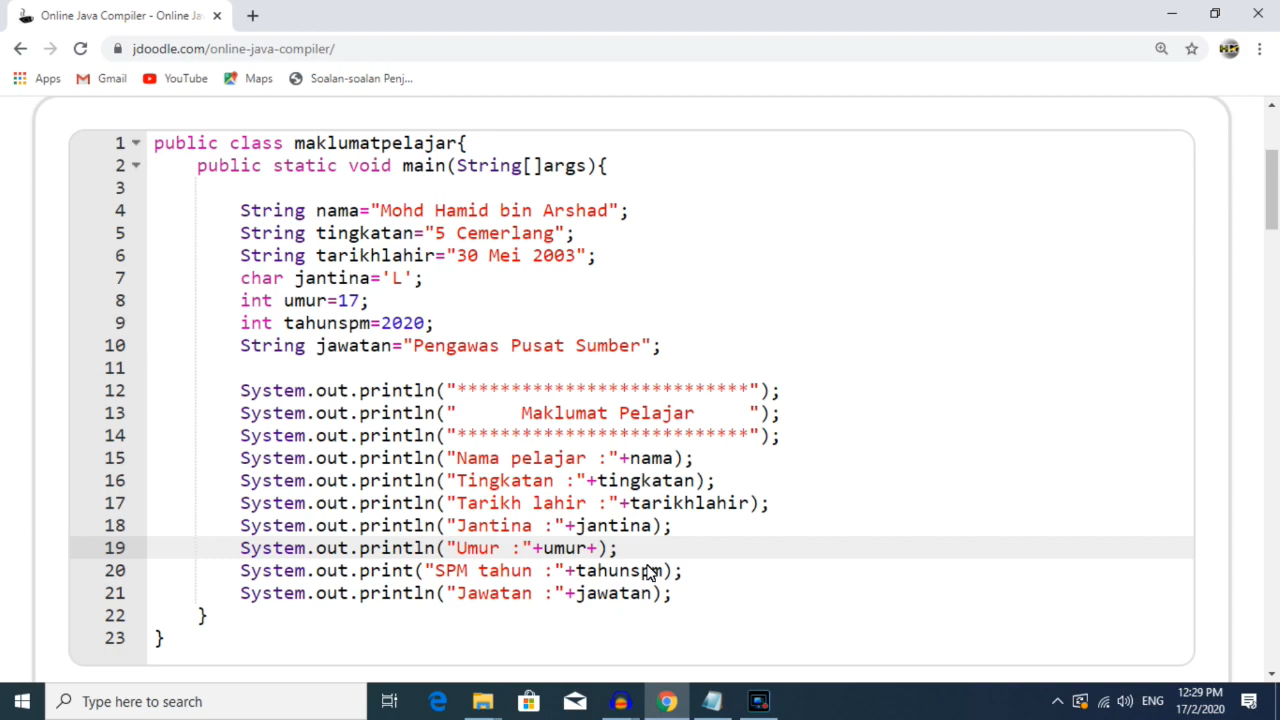 Online Java Compiler - Online Ja
jdoodle.com/online-java-compiler/
Apps Gmail YouTube Maps Soalan-soalan Penj...
1 public class maklumatpelajar{
2 public static void main(String[]args){
3
4 String nama="Mohd Hamid bin Arshad";
5 String tingkatan="5 Cemerlang";
6 String tarikhlahir="30 Mei 2003";
7 char jantina='L';
8 int umur=17;
9 int tahunspm=2020;
10 String jawatan="Pengawas Pusat Sumber";
11
12 System.out.println("***************************");
13 System.out.println("      Maklumat Pelajar     ");
14 System.out.println("***************************");
15 System.out.println("Nama pelajar :"+nama);
16 System.out.println("Tingkatan :"+tingkatan);
17 System.out.println("Tarikh lahir :"+tarikhlahir);
18 System.out.println("Jantina :"+jantina);
19 System.out.println("Umur :"+umur+);
20 System.out.print("SPM tahun :"+tahunspm);
21 System.out.println("Jawatan :"+jawatan);
22 }
23 }
Type here to search
ENG
12:29 PM
17/2/2020